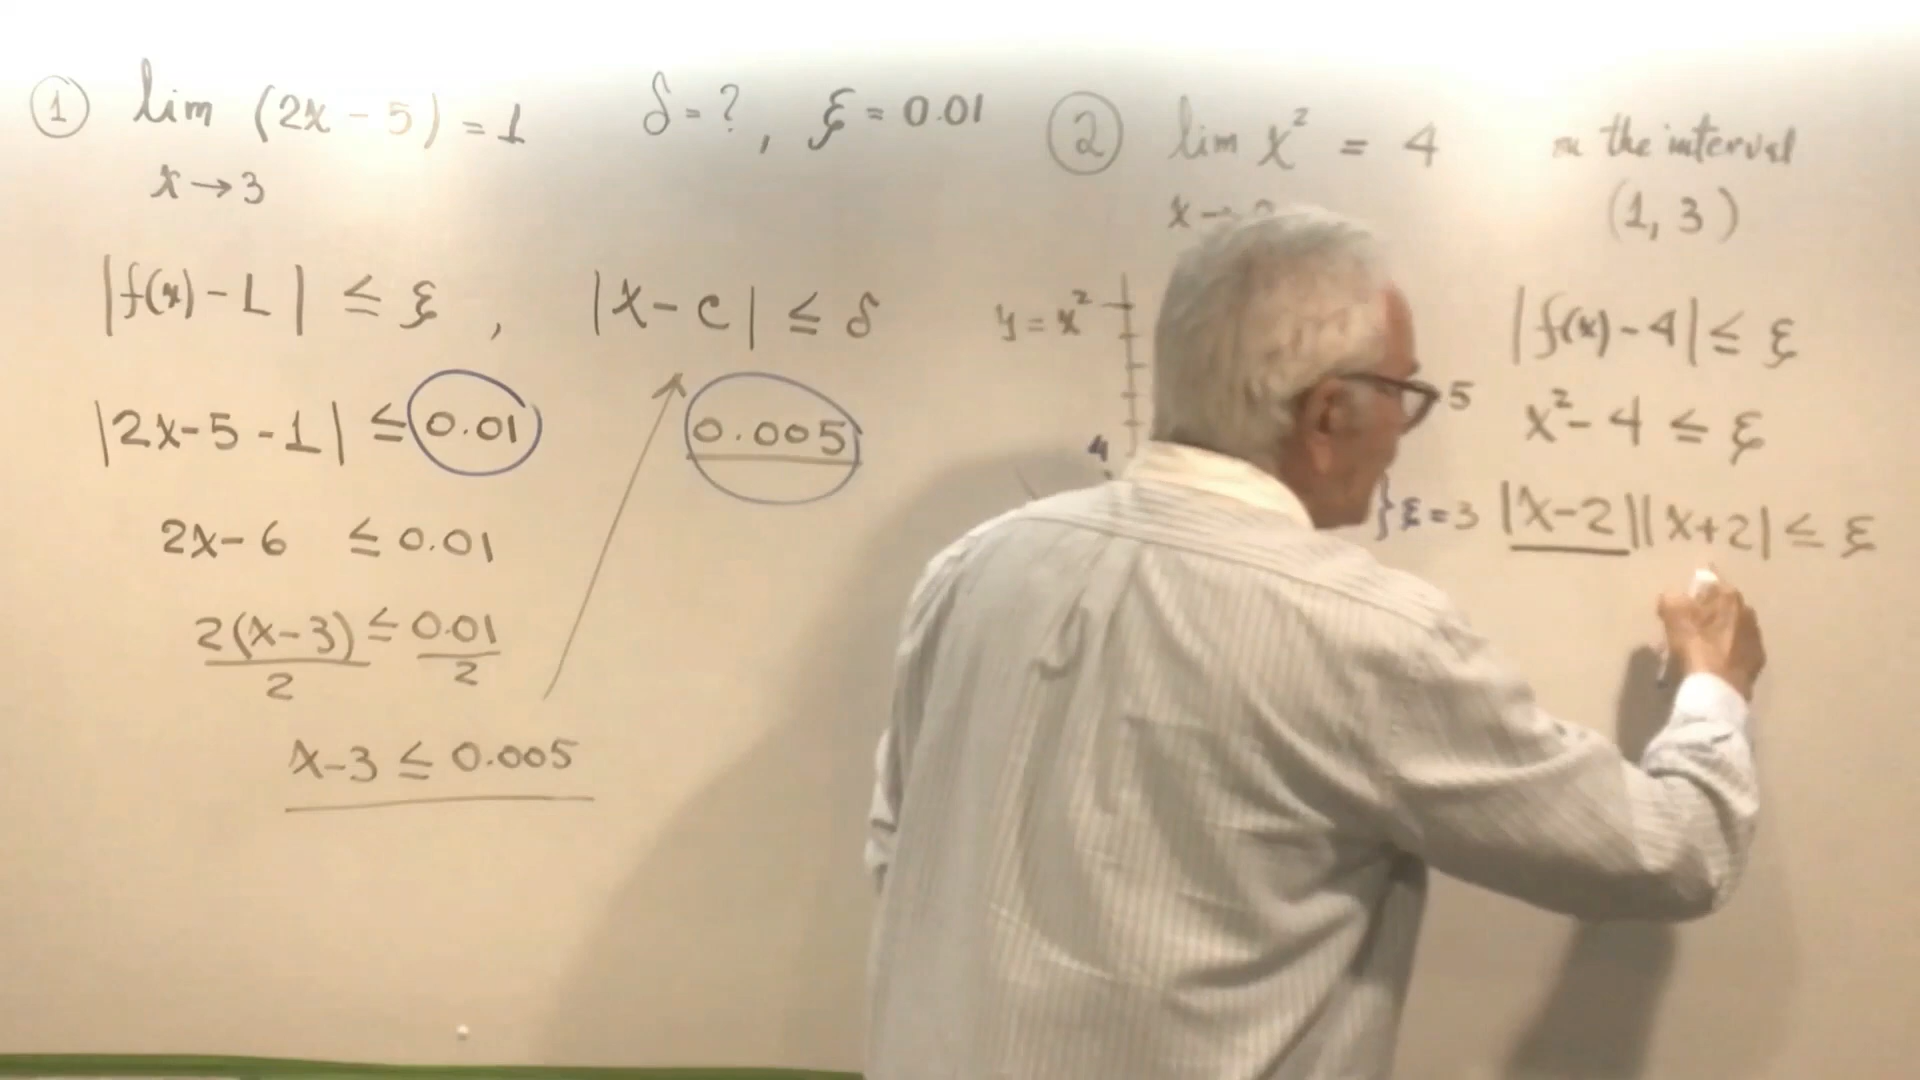 ① lim (2x - 5) = 1    δ = ? , ξ = 0.01
x → 3
|f(x) - L| ≤ ξ , |x - c| ≤ δ
|2x - 5 - 1| ≤ 0.01    0.005
2x - 6 ≤ 0.01
2(x - 3)/2 ≤ 0.01/2
x - 3 ≤ 0.005
② lim x² = 4    on the interval
x →    (1, 3)
y = x²    |f(x) - 4| ≤ ξ
5    x² - 4 ≤ ξ
4
} ξ = 3    |x - 2||x + 2| ≤ ξ